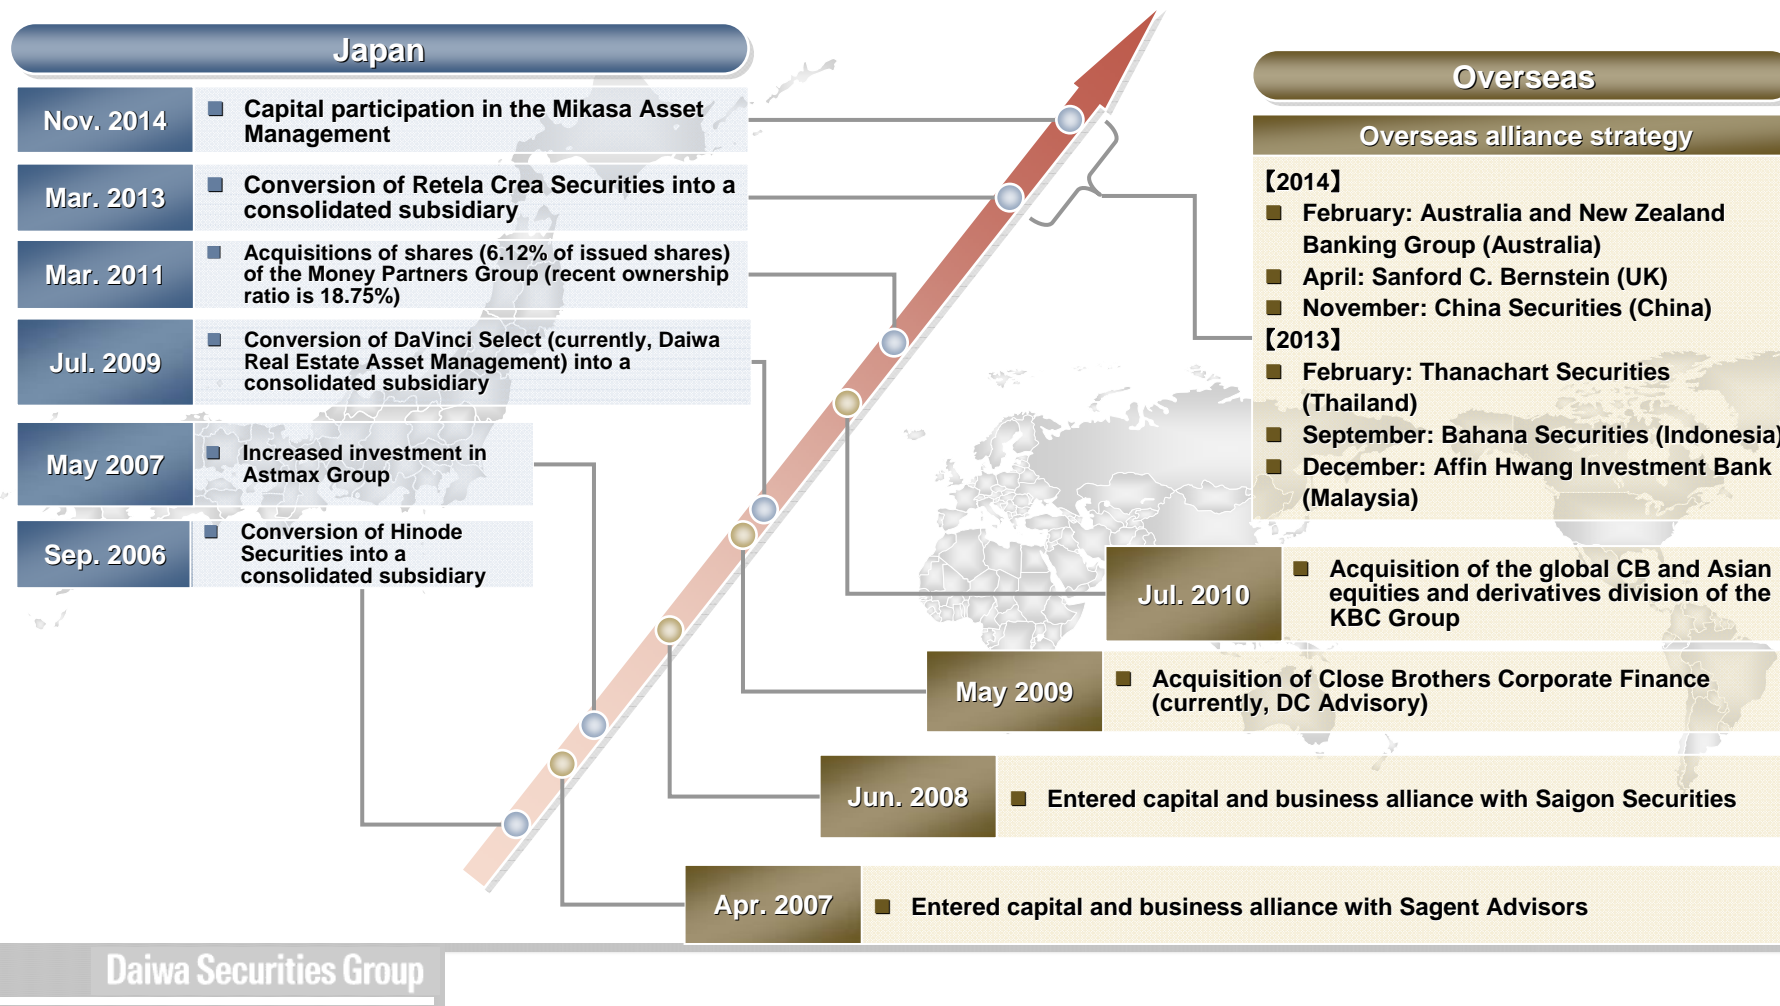 Japan
Nov. 2014
Capital participation in the Mikasa Asset
Management
Mar. 2013
Conversion of Retela Crea Securities into a
consolidated subsidiary
Mar. 2011
Acquisitions of shares (6.12% of issued shares)
of the Money Partners Group (recent ownership
ratio is 18.75%)
Jul. 2009
Conversion of DaVinci Select (currently, Daiwa
Real Estate Asset Management) into a
consolidated subsidiary
May 2007
Increased investment in
Astmax Group
Sep. 2006
Conversion of Hinode
Securities into a
consolidated subsidiary
Overseas
Overseas alliance strategy
【2014】
February: Australia and New Zealand
Banking Group (Australia)
April: Sanford C. Bernstein (UK)
November: China Securities (China)
【2013】
February: Thanachart Securities
(Thailand)
September: Bahana Securities (Indonesia)
December: Affin Hwang Investment Bank
(Malaysia)
Jul. 2010
Acquisition of the global CB and Asian
equities and derivatives division of the
KBC Group
May 2009
Acquisition of Close Brothers Corporate Finance
(currently, DC Advisory)
Jun. 2008
Entered capital and business alliance with Saigon Securities
Apr. 2007
Entered capital and business alliance with Sagent Advisors
Daiwa Securities Group